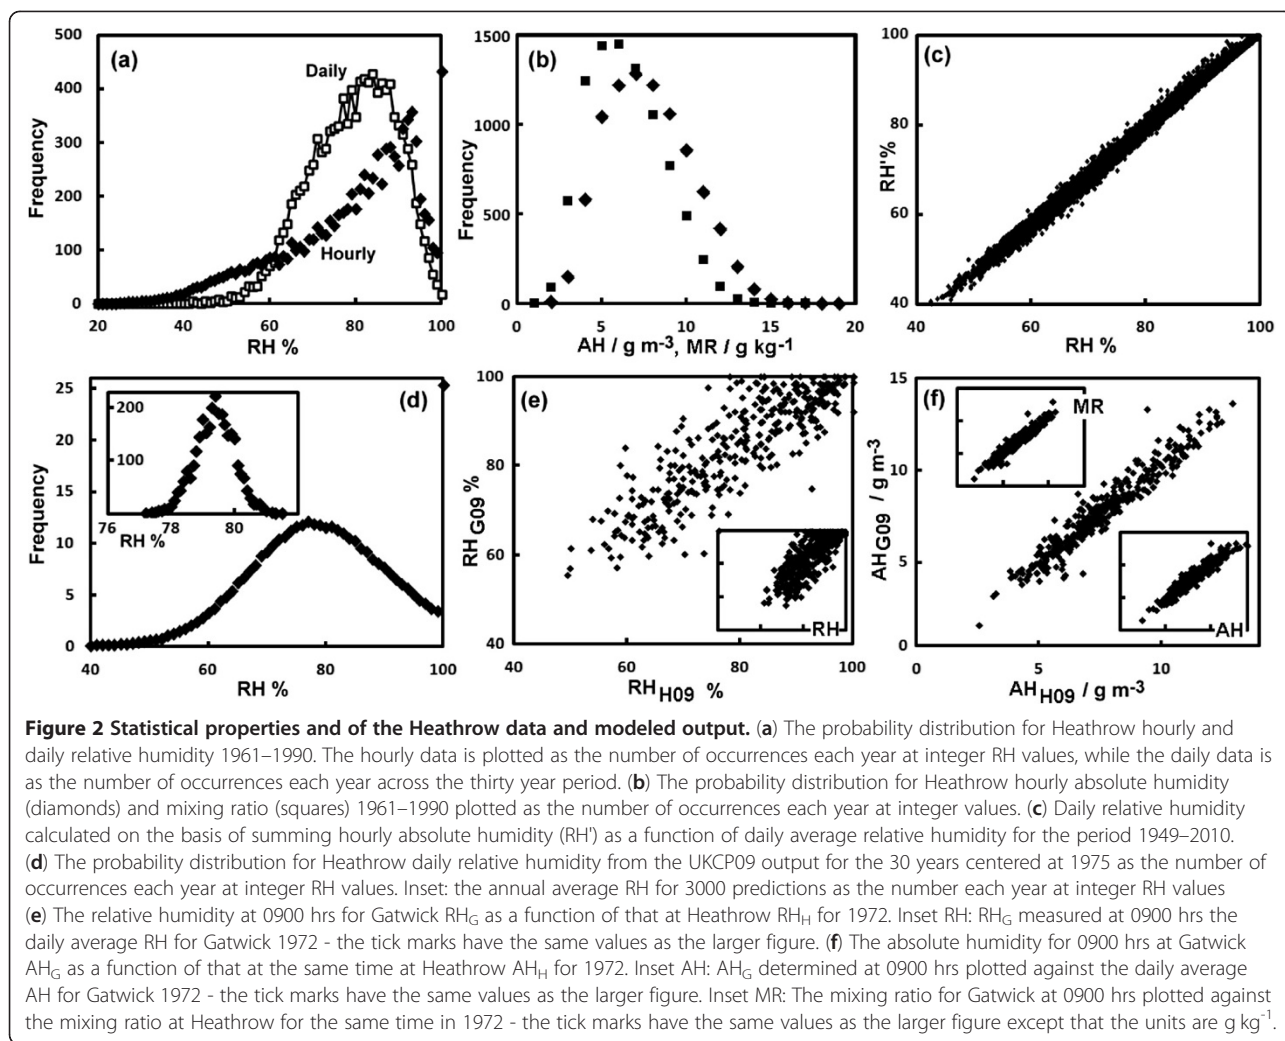 500
400
300
200
100
0
Frequency
(a)
Daily
Hourly
20 40 60 80 100
RH %
1500
1000
500
0
Frequency
(b)
0 5 10 15 20
AH / g m-3, MR / g kg-1
100
80
60
40
RH'%
(c)
40 60 80 100
RH %
25
20
15
10
5
0
Frequency
(d)
200
100
76 78 80
RH %
40 60 80 100
RH %
100
80
60
40
RHG09 %
(e)
RH
40 60 80 100
RHH09 %
15
10
5
0
AHG09 / g m-3
(f)
MR
AH
0 5 10
AHH09 / g m-3
Figure 2 Statistical properties and of the Heathrow data and modeled output. (a) The probability distribution for Heathrow hourly and
daily relative humidity 1961–1990. The hourly data is plotted as the number of occurrences each year at integer RH values, while the daily data is
as the number of occurrences each year across the thirty year period. (b) The probability distribution for Heathrow hourly absolute humidity
(diamonds) and mixing ratio (squares) 1961–1990 plotted as the number of occurrences each year at integer values. (c) Daily relative humidity
calculated on the basis of summing hourly absolute humidity (RH') as a function of daily average relative humidity for the period 1949–2010.
(d) The probability distribution for Heathrow daily relative humidity from the UKCP09 output for the 30 years centered at 1975 as the number of
occurrences each year at integer RH values. Inset: the annual average RH for 3000 predictions as the number each year at integer RH values
(e) The relative humidity at 0900 hrs for Gatwick RHG as a function of that at Heathrow RHH for 1972. Inset RH: RHG measured at 0900 hrs the
daily average RH for Gatwick 1972 - the tick marks have the same values as the larger figure. (f) The absolute humidity for 0900 hrs at Gatwick
AHG as a function of that at the same time at Heathrow AHH for 1972. Inset AH: AHG determined at 0900 hrs plotted against the daily average
AH for Gatwick 1972 - the tick marks have the same values as the larger figure. Inset MR: The mixing ratio for Gatwick at 0900 hrs plotted against
the mixing ratio at Heathrow for the same time in 1972 - the tick marks have the same values as the larger figure except that the units are g kg-1.